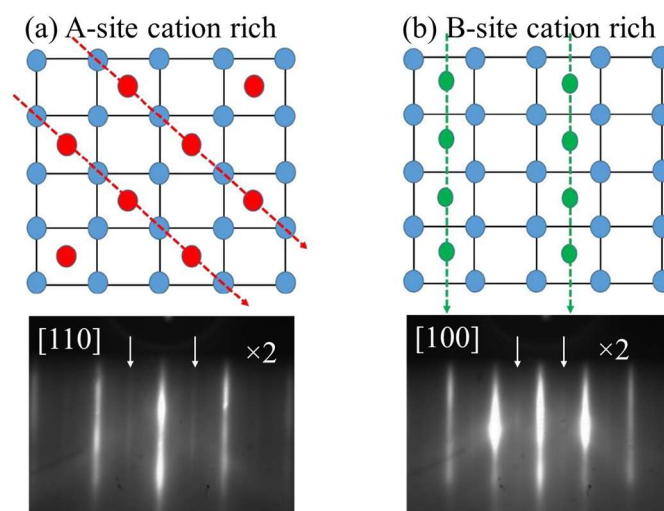 (a) A-site cation rich
(b) B-site cation rich
[110]
×2
[100]
×2